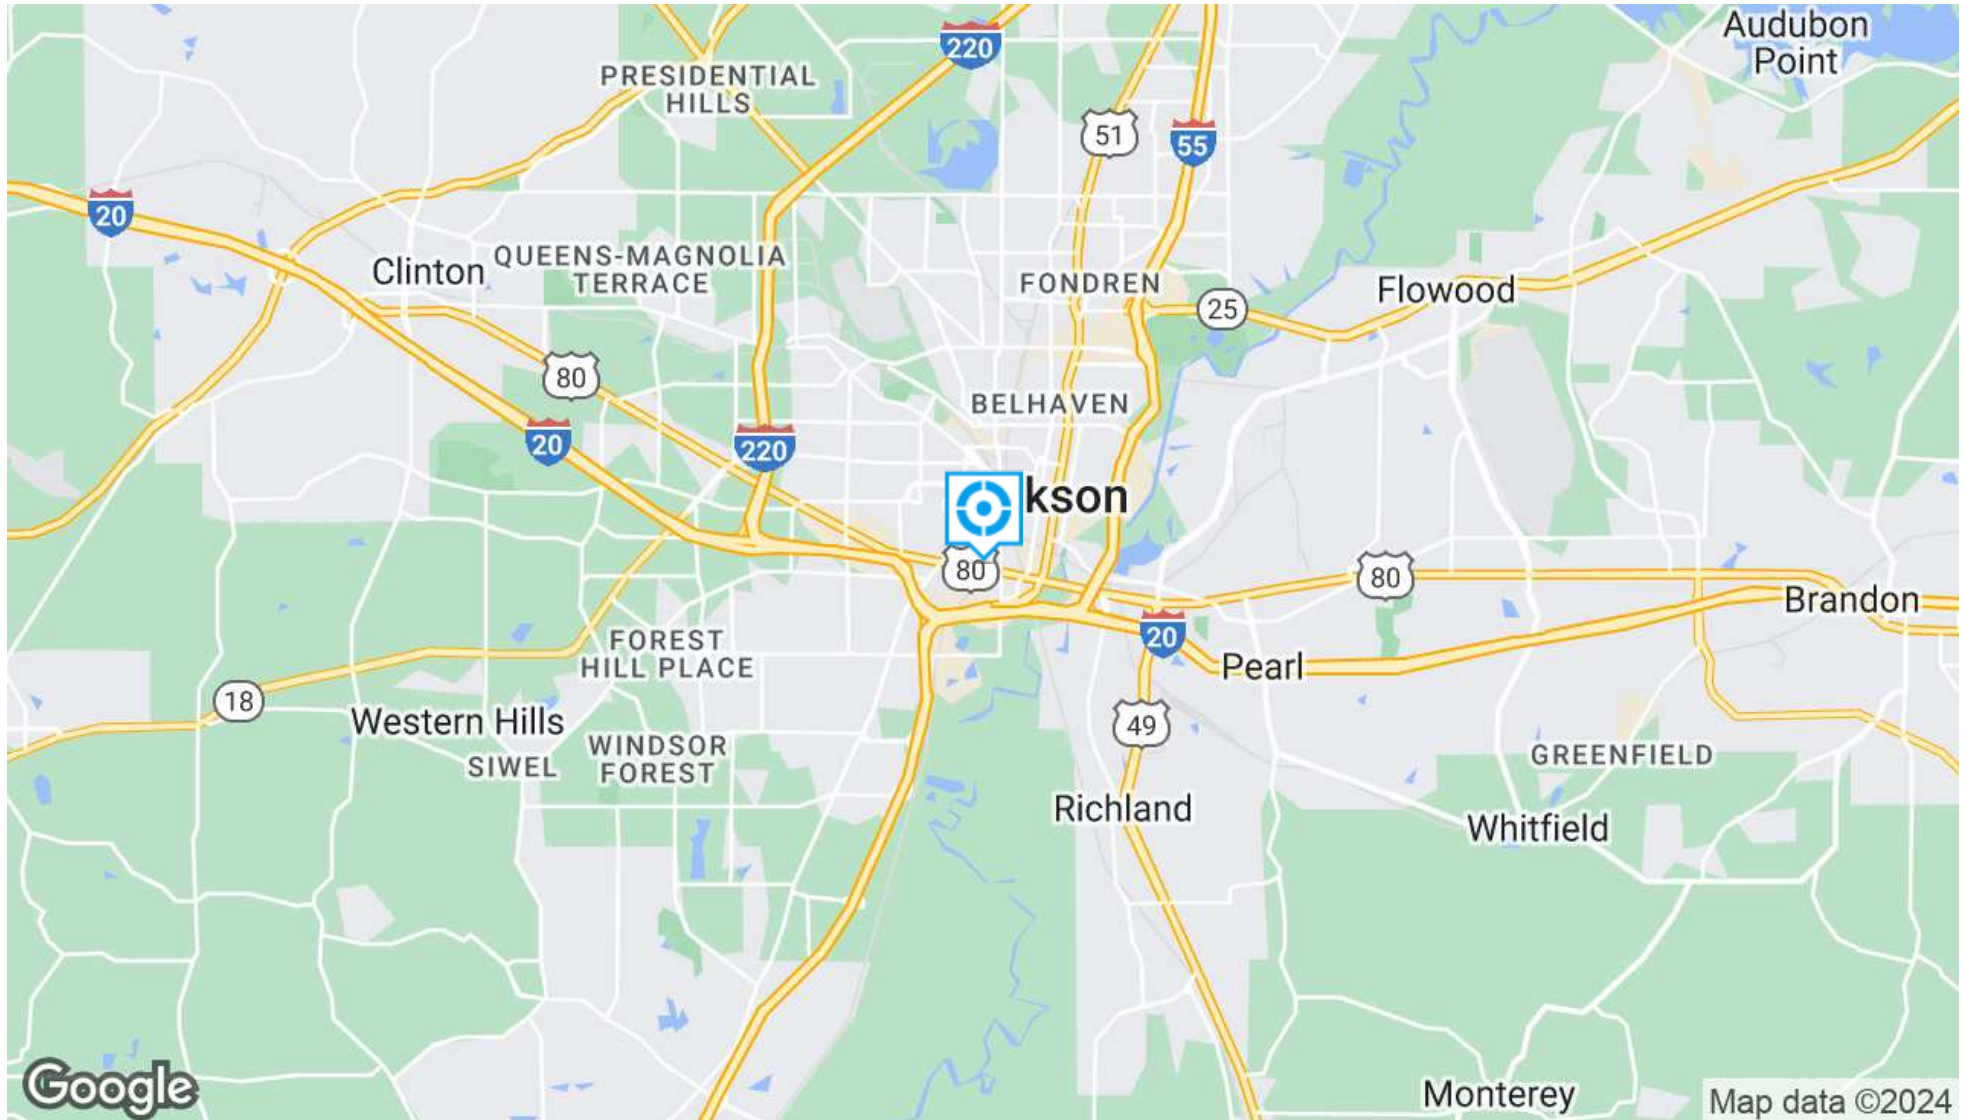 Audubon
Point
220
PRESIDENTIAL
HILLS
51
55
20
Clinton
QUEENS-MAGNOLIA
TERRACE
FONDREN
Flowood
25
80
BELHAVEN
20
220
kson
80
80
Brandon
20
FOREST
HILL PLACE
Pearl
18
Western Hills
49
WINDSOR
FOREST
SIWEL
GREENFIELD
Richland
Whitfield
Google
Monterey
Map data ©2024